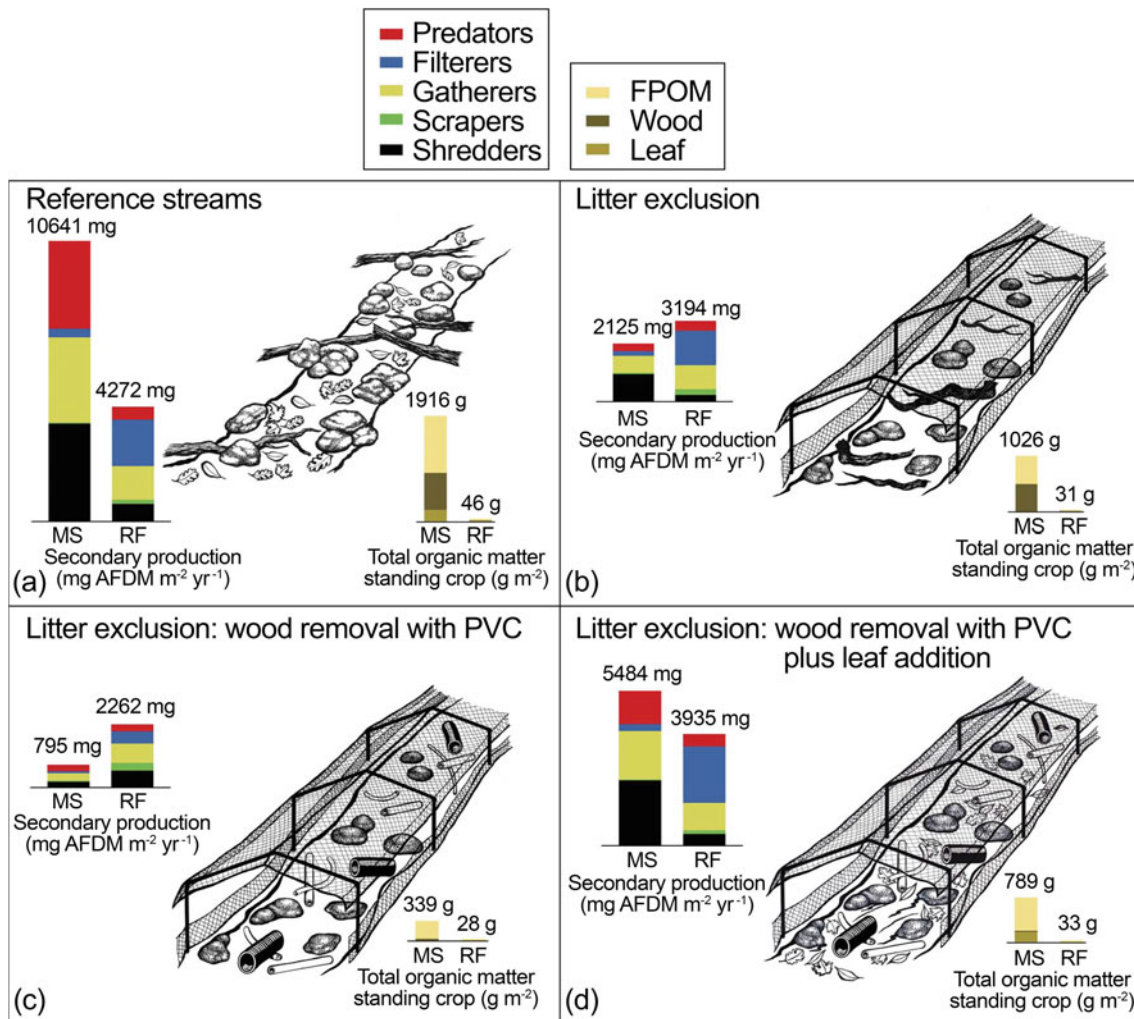 Predators
Filterers
Gatherers
Scrapers
Shredders
FPOM
Wood
Leaf
Reference streams
10641 mg
4272 mg
MS RF
Secondary production
(mg AFDM m⁻² yr⁻¹)
1916 g
46 g
MS RF
Total organic matter
standing crop (g m⁻²)
(a)
Litter exclusion
2125 mg
3194 mg
MS RF
Secondary production
(mg AFDM m⁻² yr⁻¹)
1026 g
31 g
MS RF
Total organic matter
standing crop (g m⁻²)
(b)
Litter exclusion: wood removal with PVC
795 mg
2262 mg
MS RF
Secondary production
(mg AFDM m⁻² yr⁻¹)
339 g
28 g
MS RF
Total organic matter
standing crop (g m⁻²)
(c)
Litter exclusion: wood removal with PVC
plus leaf addition
5484 mg
3935 mg
MS RF
Secondary production
(mg AFDM m⁻² yr⁻¹)
789 g
33 g
MS RF
Total organic matter
standing crop (g m⁻²)
(d)